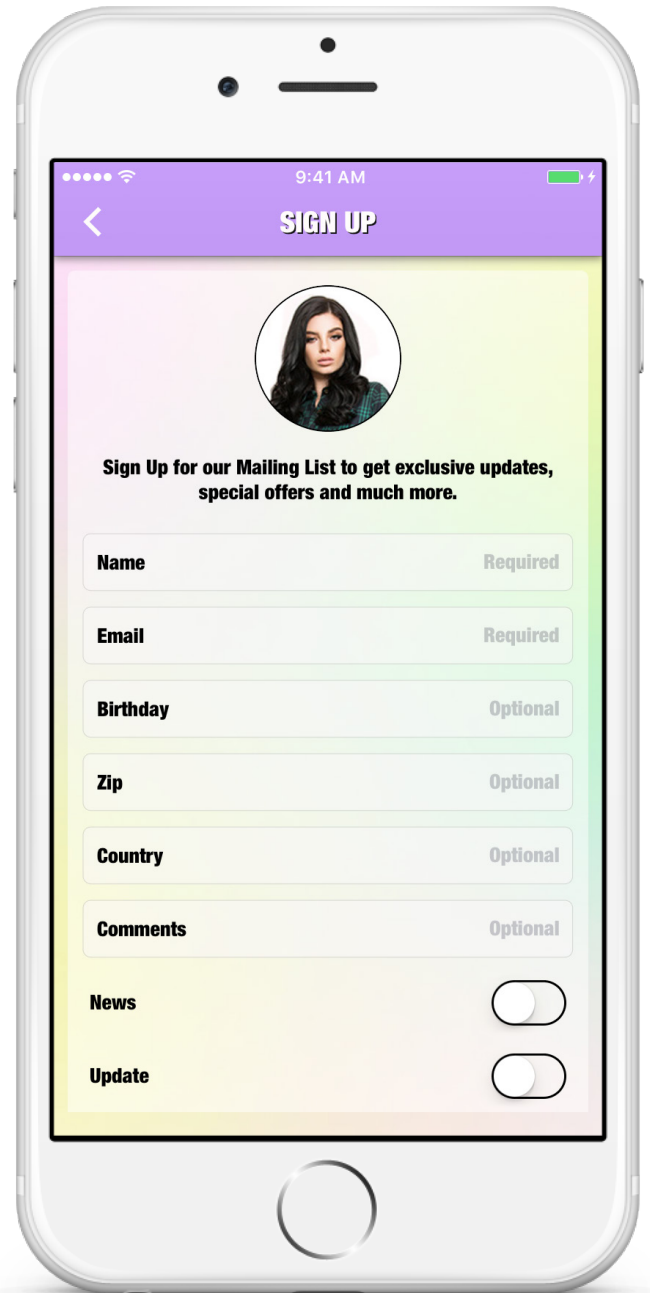 9:41 AM
SIGN UP
Sign Up for our Mailing List to get exclusive updates,
special offers and much more.
Name Required
Email Required
Birthday Optional
Zip Optional
Country Optional
Comments Optional
News
Update